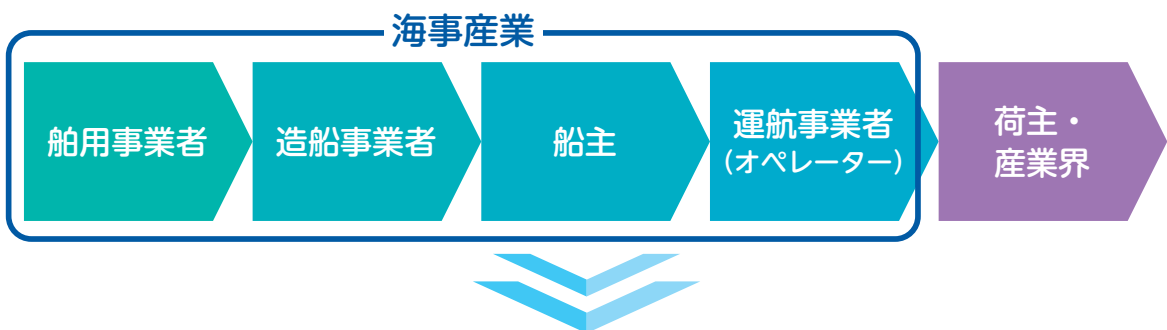 海事産業
舶用事業者
造船事業者
船主
運航事業者
（オペレーター）
荷主・
産業界